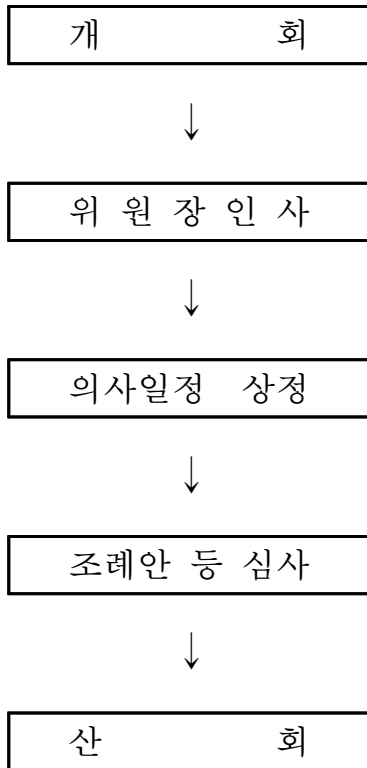 개 회
↓
위 원 장 인 사
↓
의사일정 상정
↓
조례안 등 심사
↓
산 회